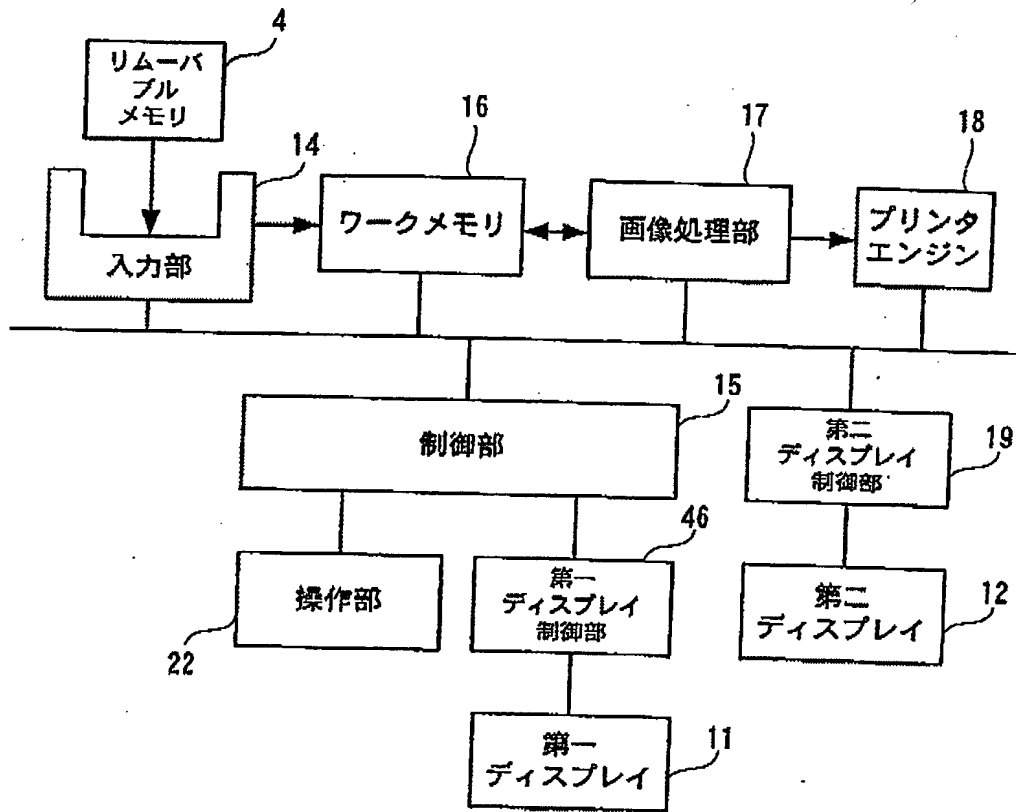 4
リムーバ
ブル
メモリ
14
入力部
16
ワークメモリ
17
画像処理部
18
プリンタ
エンジン
15
制御部
第二
ディスプレイ
制御部
19
操作部
22
46
第一
ディスプレイ
制御部
第二
ディスプレイ
12
第一
ディスプレイ
11